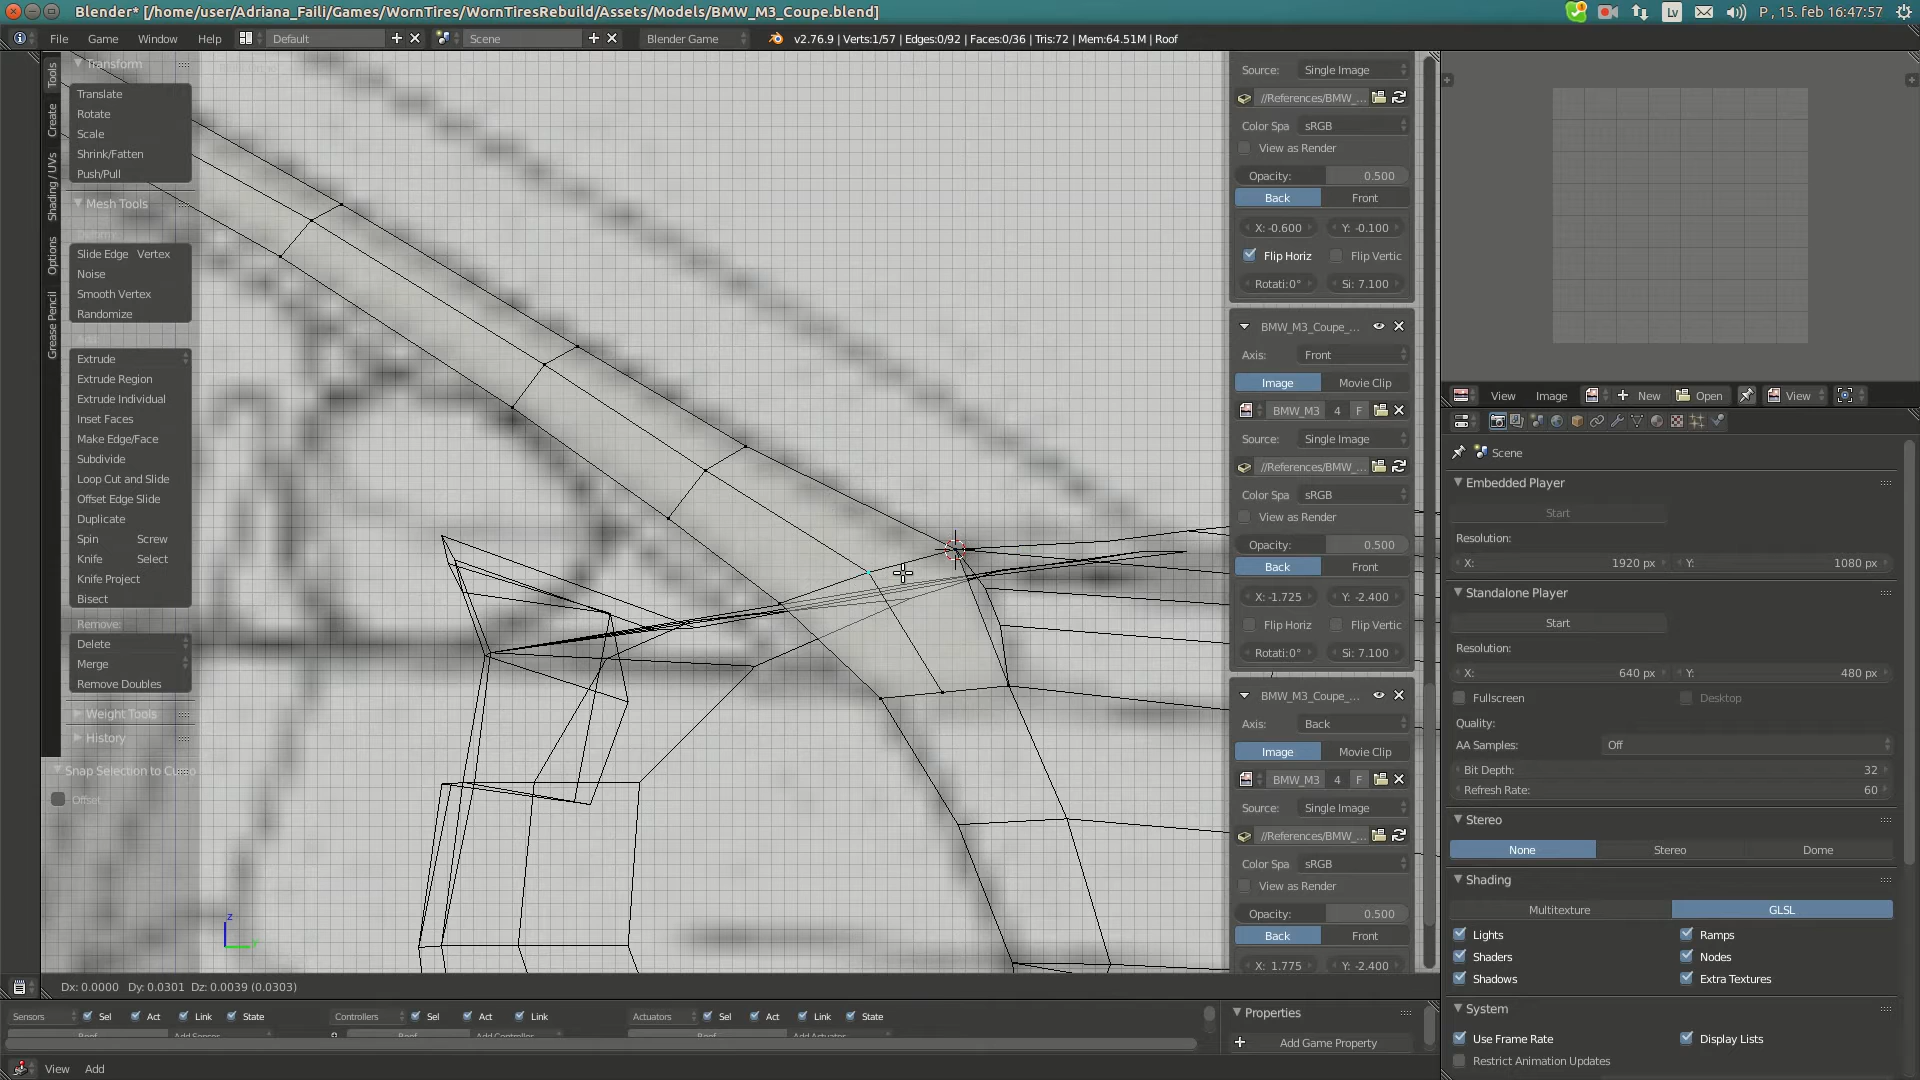 Blender* [/home/user/Adriana_Faili/Games/WornTires/WornTiresRebuild/Assets/Models/BMW_M3_Coupe.blend]
Lv
P , 15. feb 16:47:57
File Game Window Help
Default
Scene
Blender Game
v2.76.9 | Verts:1/57 | Edges:0/92 | Faces:0/36 | Tris:72 | Mem:64.51M | Roof
Tools
Create
Shading / UVs
Options
Grease Pencil
Transform
Translate
Rotate
Scale
Shrink/Fatten
Push/Pull
Mesh Tools
Deform:
Slide Edge Vertex
Noise
Smooth Vertex
Randomize
Add:
Extrude
Extrude Region
Extrude Individual
Inset Faces
Make Edge/Face
Subdivide
Loop Cut and Slide
Offset Edge Slide
Duplicate
Spin Screw
Knife Select
Knife Project
Bisect
Remove:
Delete
Merge
Remove Doubles
Weight Tools
History
Snap Selection to Curso
Offset
z
y
Source: Single Image
//References/BMW_...
Color Spa sRGB
View as Render
Opacity: 0.500
Back Front
X: -0.600 Y: -0.100
Flip Horiz Flip Vertic
Rotati:0° Si: 7.100
BMW_M3_Coupe_...
Axis: Front
Image Movie Clip
BMW_M3 4 F
Source: Single Image
//References/BMW_...
Color Spa sRGB
View as Render
Opacity: 0.500
Back Front
X: -1.725 Y: -2.400
Flip Horiz Flip Vertic
Rotati:0° Si: 7.100
BMW_M3_Coupe_...
Axis: Back
Image Movie Clip
BMW_M3 4 F
Source: Single Image
//References/BMW_...
Color Spa sRGB
View as Render
Opacity: 0.500
Back Front
X: 1.775 Y: -2.400
View Image New Open View
Scene
Embedded Player
Start
Resolution:
X: 1920 px Y: 1080 px
Standalone Player
Start
Resolution:
X: 640 px Y: 480 px
Fullscreen Desktop
Quality:
AA Samples: Off
Bit Depth: 32
Refresh Rate: 60
Stereo
None Stereo Dome
Shading
Multitexture GLSL
Lights Ramps
Shaders Nodes
Shadows Extra Textures
System
Use Frame Rate Display Lists
Restrict Animation Updates
Dx: 0.0000 Dy: 0.0301 Dz: 0.0039 (0.0303)
Sensors Sel Act Link State
Controllers Sel Act Link
Actuators Sel Act Link State
Properties
Add Game Property
View Add